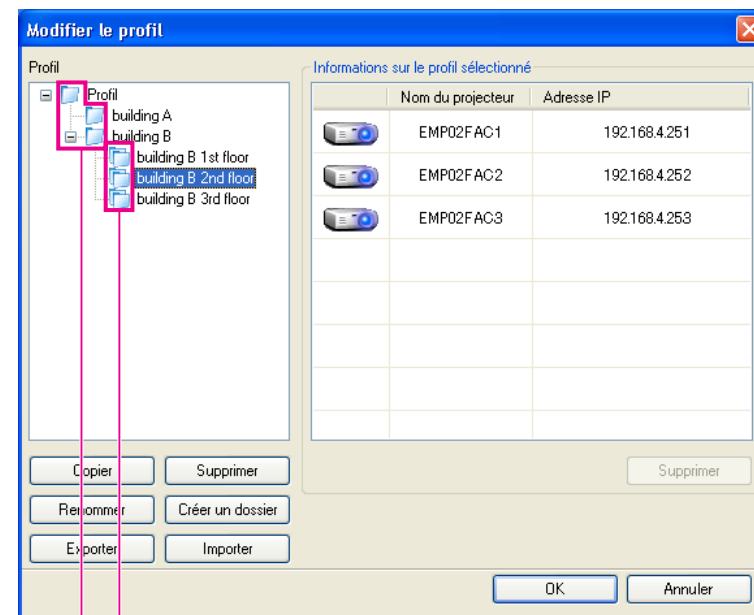 Modifier le profil
Profil
Informations sur le profil sélectionné
Profil
building A
building B
building B 1st floor
building B 2nd floor
building B 3rd floor
Nom du projecteur Adresse IP
EMP02FAC1 192.168.4.251
EMP02FAC2 192.168.4.252
EMP02FAC3 192.168.4.253
Copier Supprimer Supprimer
Renommer Créer un dossier
Exporter Importer
OK Annuler